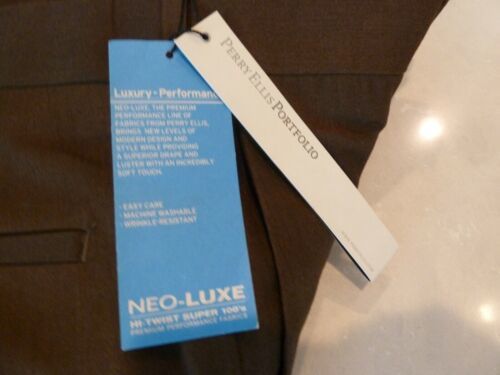 Luxury - Performanc
NEO-LUXE, THE PREMIUM
PERFORMANCE LINE OF
FABRICS FROM PERRY ELLIS,
BRINGS NEW LEVELS OF
MODERN DESIGN AND
STYLE WHILE PROVIDING
A SUPERIOR DRAPE AND
LUSTER WITH AN INCREDIBLY
SOFT TOUCH.
- EASY CARE
- MACHINE WASHABLE
- WRINKLE-RESISTANT
NEO-LUXE
HI-TWIST SUPER 100's
PREMIUM PERFORMANCE FABRICS
PERRY ELLIS PORTFOLIO